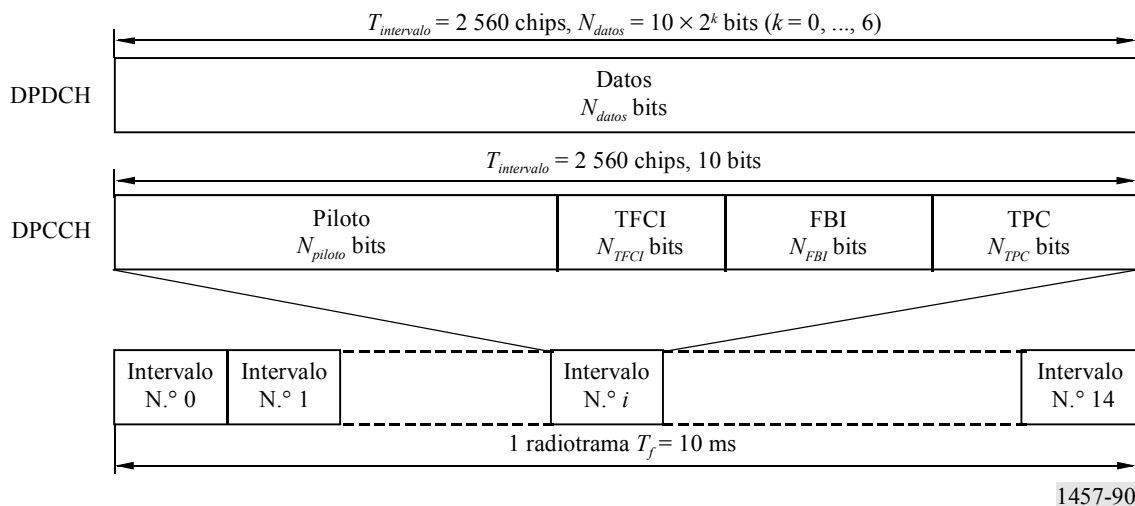 T_intervalo = 2 560 chips, N_datos = 10 × 2^k bits (k = 0, ..., 6)
DPDCH
Datos
N_datos bits
T_intervalo = 2 560 chips, 10 bits
DPCCH
Piloto
N_piloto bits
TFCI
N_TFCI bits
FBI
N_FBI bits
TPC
N_TPC bits
Intervalo
N.° 0
Intervalo
N.° 1
Intervalo
N.° i
Intervalo
N.° 14
1 radiotrama T_f = 10 ms
1457-90